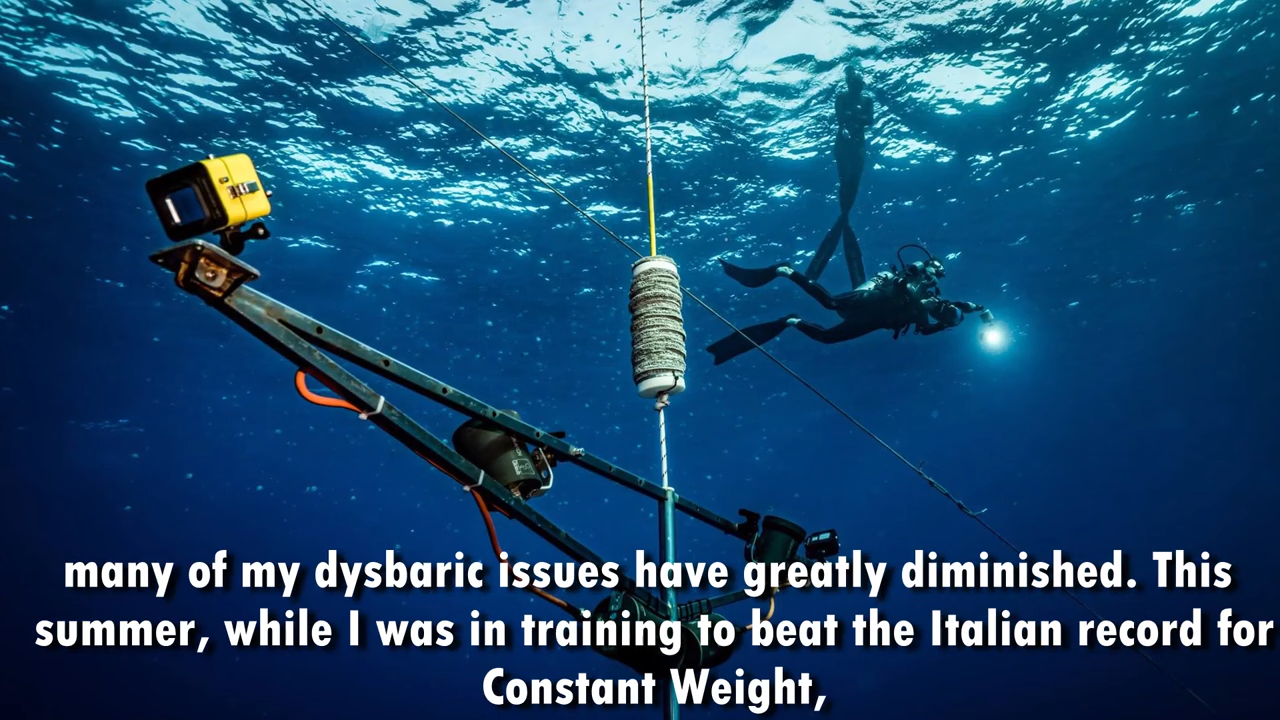 many of my dysbaric issues have greatly diminished. This
summer, while I was in training to beat the Italian record for
Constant Weight,